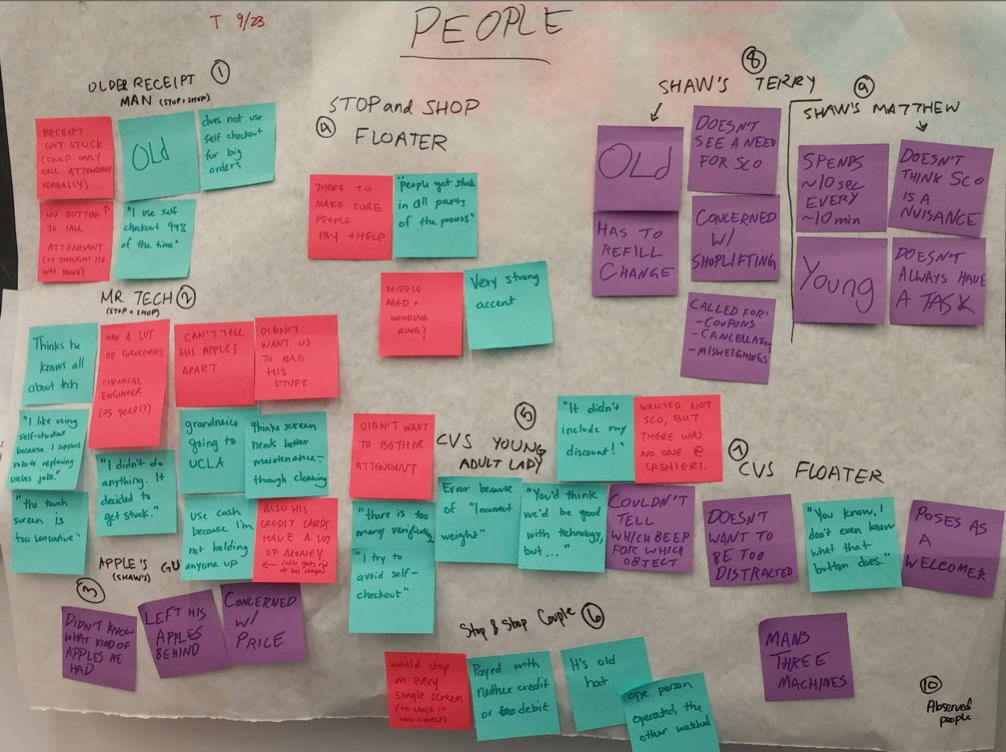 T 9/23
PEOPLE
OLDER RECEIPT
MAN (STOP+SHOP)
1
RECEIPT
GOT STUCK
(COULD ONLY
CALL ATTENDANT
VERBALLY)
OLD
does not use
self checkout
for big
orders
NO BUTTON
TO CALL
ATTENDANT
(IT THOUGHT HE
WAS DONE)
"I use self
checkout 99%
of the time"
MR. TECH 2
(STOP + SHOP)
Thinks he
knows all
about tech
HAD A LOT
OF GROCERIES
CHEMICAL
ENGINEER
(25 YEARS?)
CAN'T TELL
HIS APPLES
APART
DIDN'T
WANT US
TO BAG
HIS
STUFF
"I like using
self-checkout
because I support
robots replacing
useless jobs."
"I didn't do
anything. It
decided to
get stuck."
grandniece
going to
UCLA
Thinks screen
needs better
maintenance-
through cleaning
"the touch
screen is
too sensitive"
use cash
because I'm
not holding
anyone up
ALSO HIS
CREDIT CARDS
HAVE A LOT
OF MONEY
APPLE'S GU
(SHAW'S)
3
DIDN'T KNOW
WHAT KIND OF
APPLES HE
HAD
LEFT HIS
APPLES
BEHIND
CONCERNED
W/
PRICE
STOP and SHOP
4 FLOATER
THERE TO
MAKE SURE
PEOPLE
PAY + HELP
"people get stuck
in all parts
of the process"
MIDDLE
AGED +
WEDDING
RING?
Very strong
accent
CVS YOUNG
ADULT LADY
5
DIDN'T WANT
TO BOTHER
ATTENDANT
"It didn't
include my
discount!"
WANTED NOT
SCO, BUT
THERE WAS
NO ONE @
CASHIERS.
"there is too
many verifying
Error because
of "Incorrect
weight"
"You'd think
we'd be good
with technology,
but..."
"I try to
avoid self-
checkout"
Stop & Shop Couple 6
would stop
on every
single screen
(to check it
was correct)
Payed with
neither credit
or debit
It's old
hat
one person
operated, the
other watched
7 CVS FLOATER
COULDN'T
TELL
WHICH BEEP
FOR WHICH
OBJECT
DOESN'T
WANT TO
BE TOO
DISTRACTED
"You know, I
don't even know
what that
button does."
POSES AS
A
WELCOMER
MANS
THREE
MACHINES
8
SHAW'S TERRY
OLD
DOESN'T
SEE A NEED
FOR SCO
HAS TO
REFILL
CHANGE
CONCERNED
W/
SHOPLIFTING
CALLED FOR:
-COUPONS
-CANCELLATION
-MISWEIGHINGS
9
SHAW'S MATTHEW
SPENDS
~10 sec
EVERY
~10 min
DOESN'T
THINK SCO
IS A
NUISANCE
Young
DOESN'T
ALWAYS HAVE
A TASK
10
Observed
people